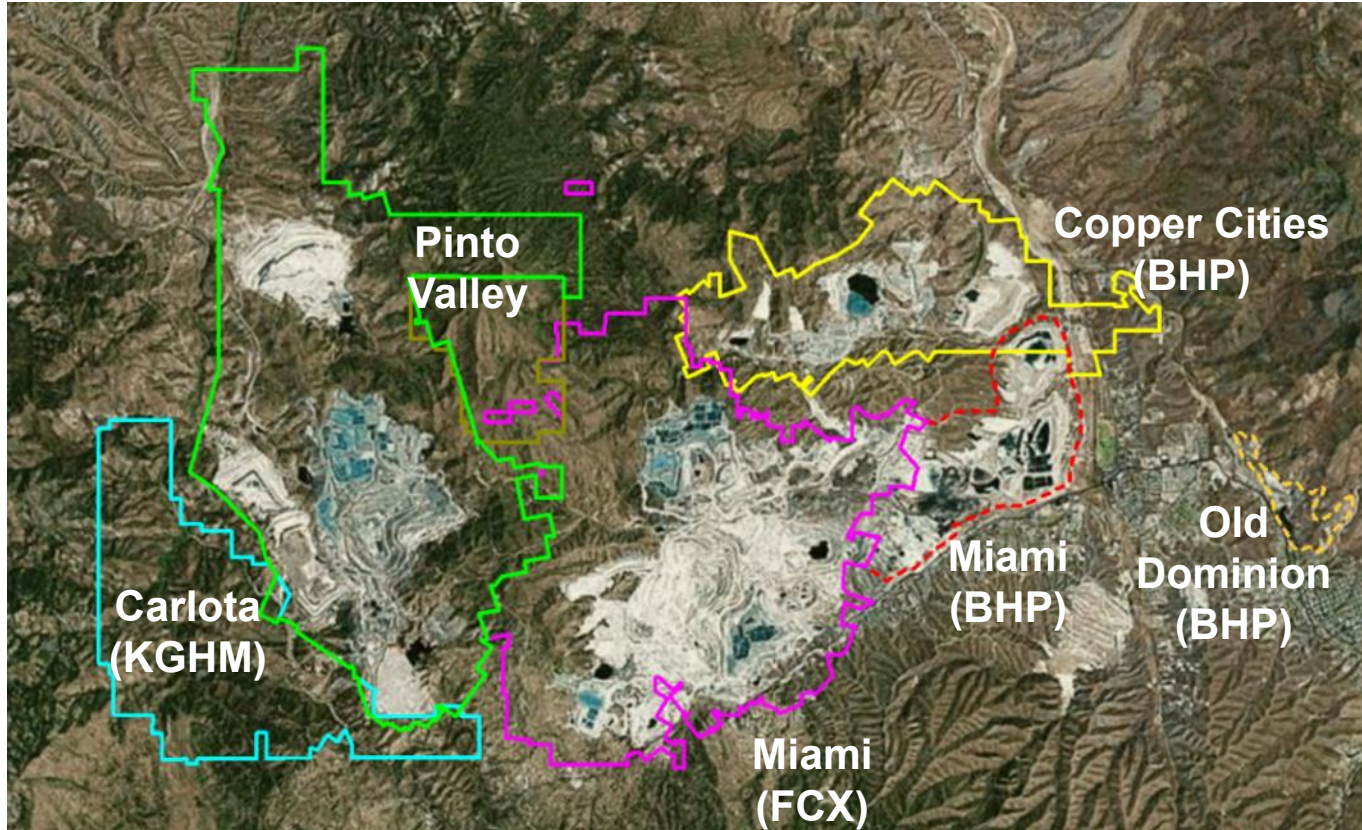 Pinto
Valley
Copper Cities
(BHP)
Carlota
(KGHM)
Miami
(BHP)
Old
Dominion
(BHP)
Miami
(FCX)